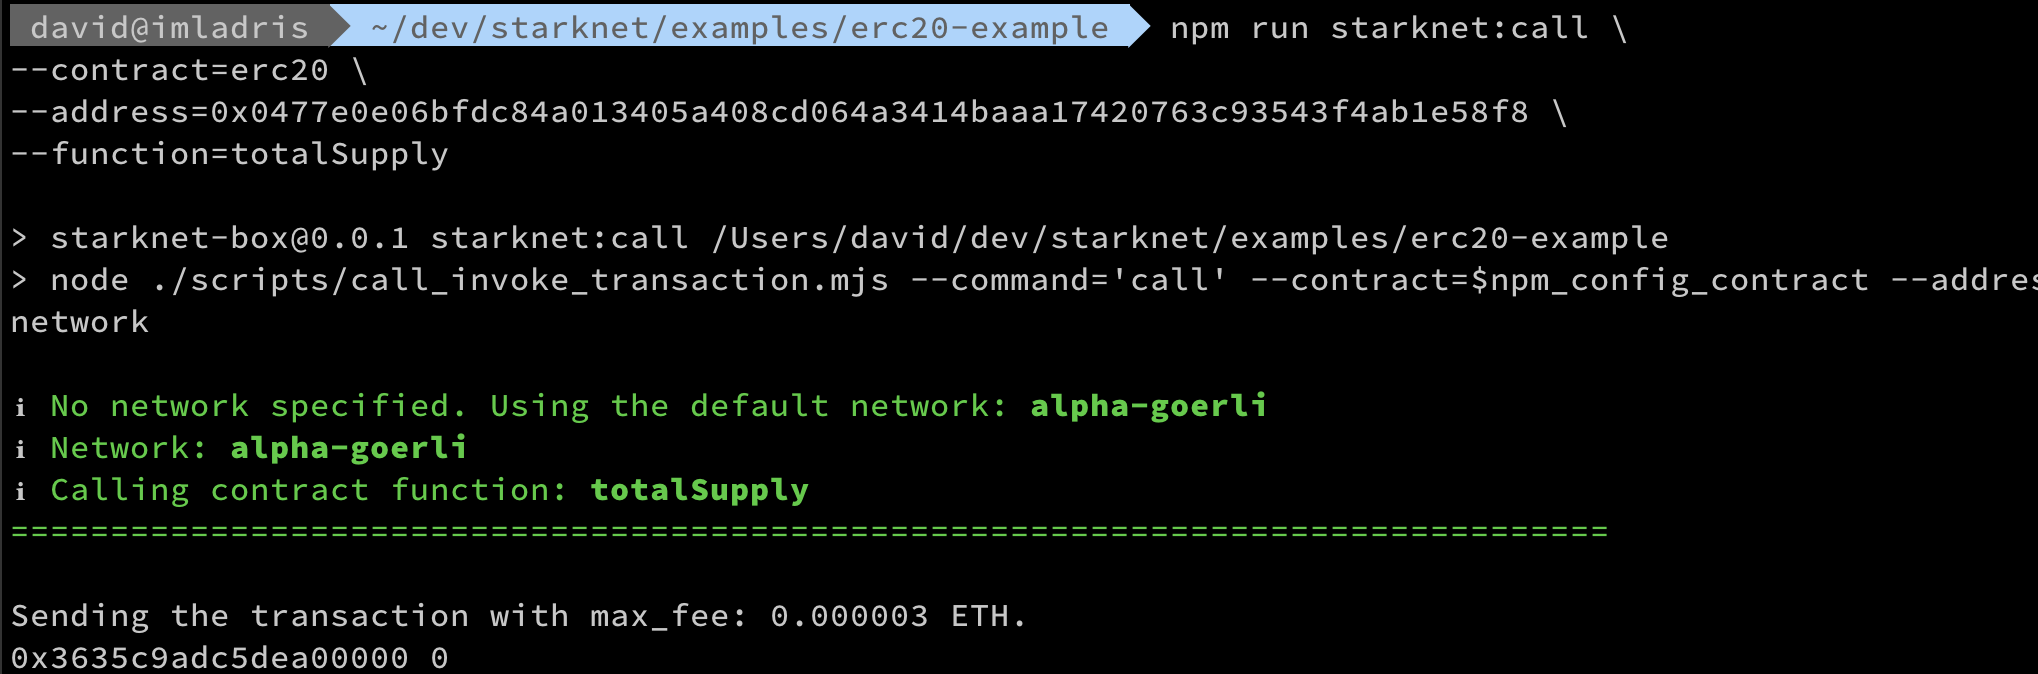 david@imladris ~/dev/starknet/examples/erc20-example npm run starknet:call \
--contract=erc20 \
--address=0x0477e0e06bfdc84a013405a408cd064a3414baaa17420763c93543f4ab1e58f8 \
--function=totalSupply
> starknet-box@0.0.1 starknet:call /Users/david/dev/starknet/examples/erc20-example
> node ./scripts/call_invoke_transaction.mjs --command='call' --contract=$npm_config_contract --addres
network
i No network specified. Using the default network: alpha-goerli
i Network: alpha-goerli
i Calling contract function: totalSupply
================================================================================
Sending the transaction with max_fee: 0.000003 ETH.
0x3635c9adc5dea00000 0